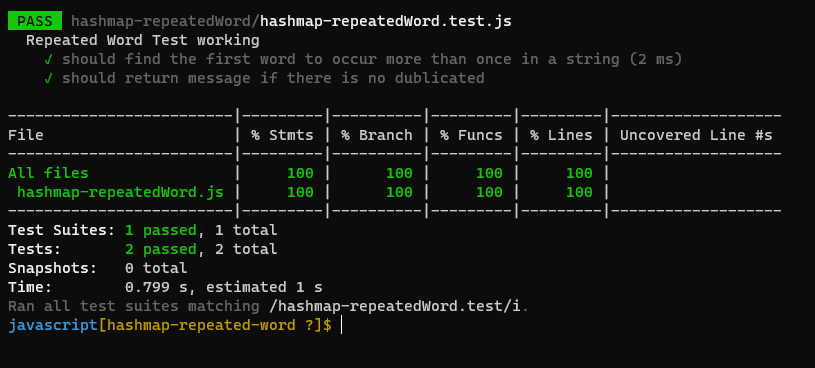 PASS hashmap-repeatedWord/hashmap-repeatedWord.test.js
  Repeated Word Test working
    √ should find the first word to occur more than once in a string (2 ms)
    √ should return message if there is no dublicated
-------------------------|---------|----------|---------|---------|-------------------
File                     | % Stmts | % Branch | % Funcs | % Lines | Uncovered Line #s
-------------------------|---------|----------|---------|---------|-------------------
All files                |     100 |      100 |     100 |     100 |
 hashmap-repeatedWord.js |     100 |      100 |     100 |     100 |
-------------------------|---------|----------|---------|---------|-------------------
Test Suites: 1 passed, 1 total
Tests:       2 passed, 2 total
Snapshots:   0 total
Time:        0.799 s, estimated 1 s
Ran all test suites matching /hashmap-repeatedWord.test/i.
javascript[hashmap-repeated-word ?]$